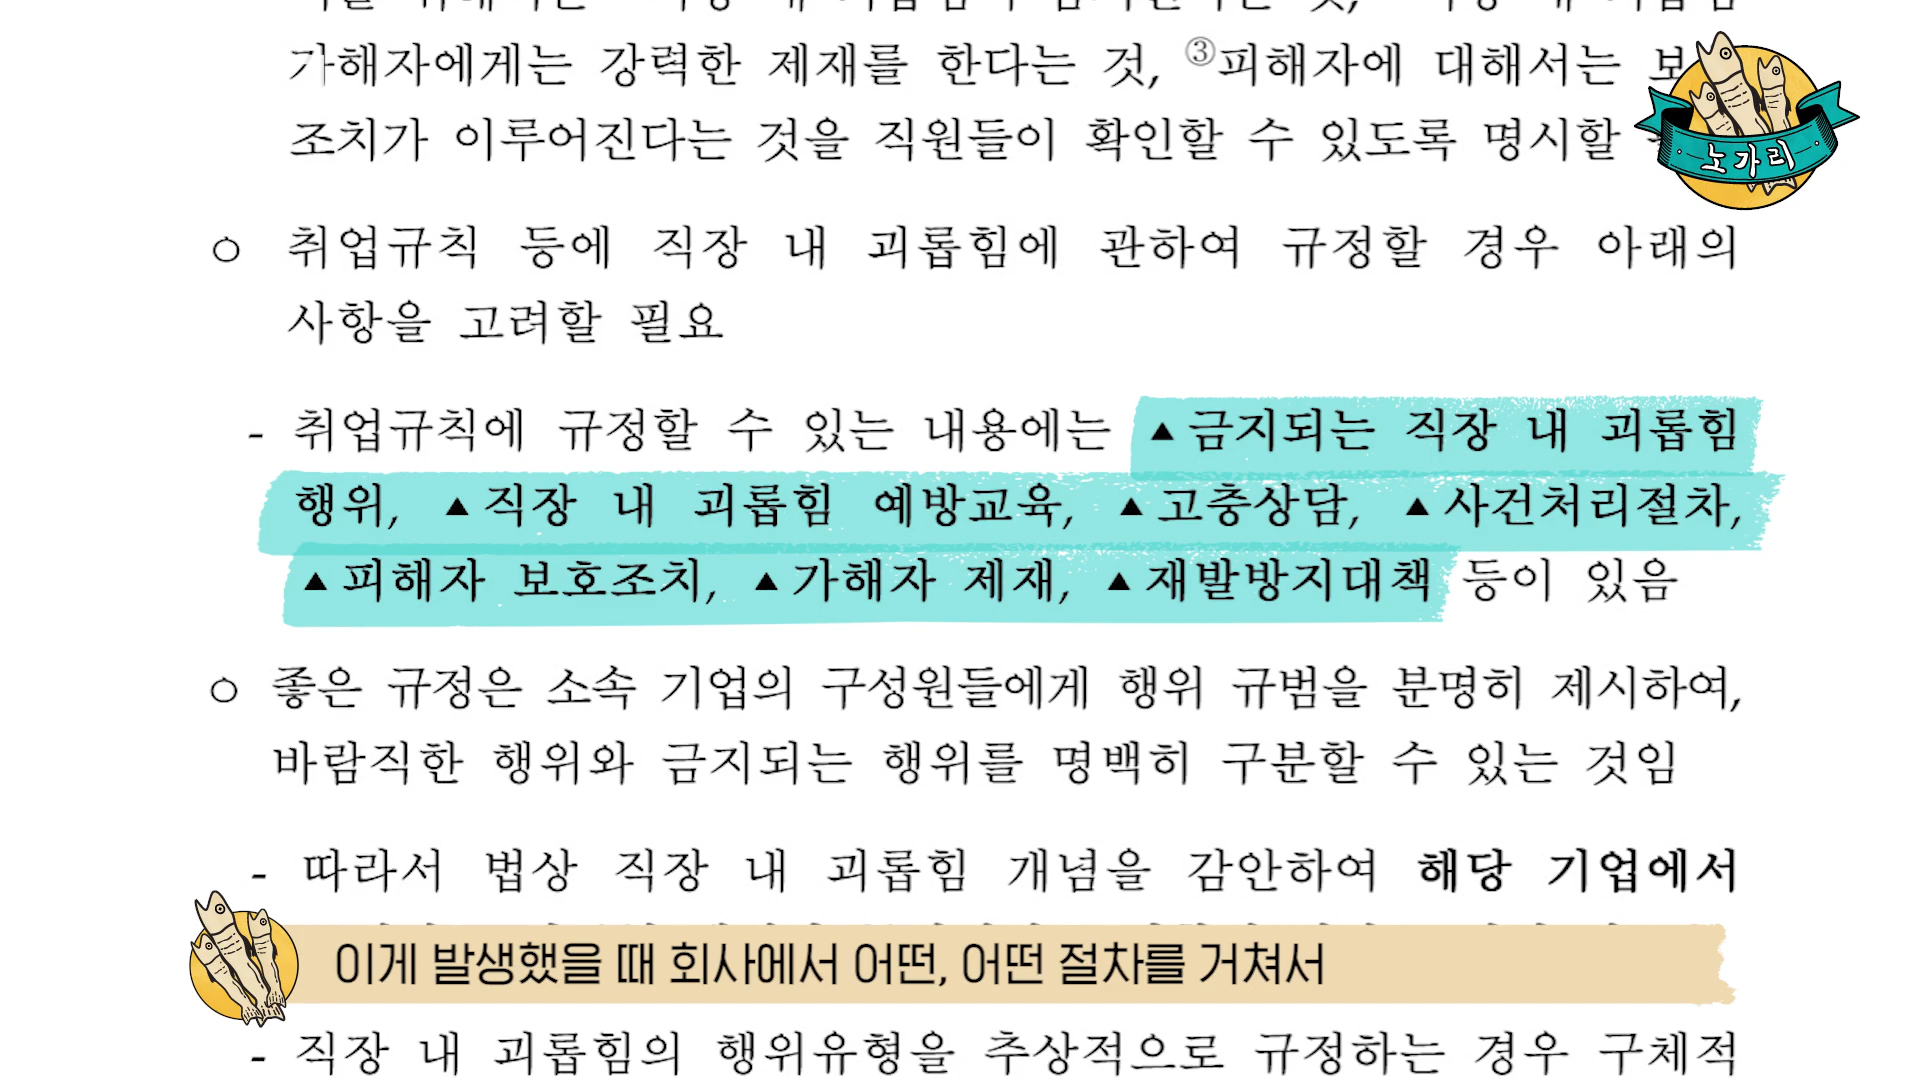 가해자에게는 강력한 제재를 한다는 것, ③피해자에 대해서는
조치가 이루어진다는 것을 직원들이 확인할 수 있도록 명시할
노가리
○ 취업규칙 등에 직장 내 괴롭힘에 관하여 규정할 경우 아래의
사항을 고려할 필요
- 취업규칙에 규정할 수 있는 내용에는 ▲금지되는 직장 내 괴롭힘
행위, ▲직장 내 괴롭힘 예방교육, ▲고충상담, ▲사건처리절차,
▲피해자 보호조치, ▲가해자 제재, ▲재발방지대책 등이 있음
○ 좋은 규정은 소속 기업의 구성원들에게 행위 규범을 분명히 제시하여,
바람직한 행위와 금지되는 행위를 명백히 구분할 수 있는 것임
- 따라서 법상 직장 내 괴롭힘 개념을 감안하여 해당 기업에서
이게 발생했을 때 회사에서 어떤, 어떤 절차를 거쳐서
- 직장 내 괴롭힘의 행위유형을 추상적으로 규정하는 경우 구체적